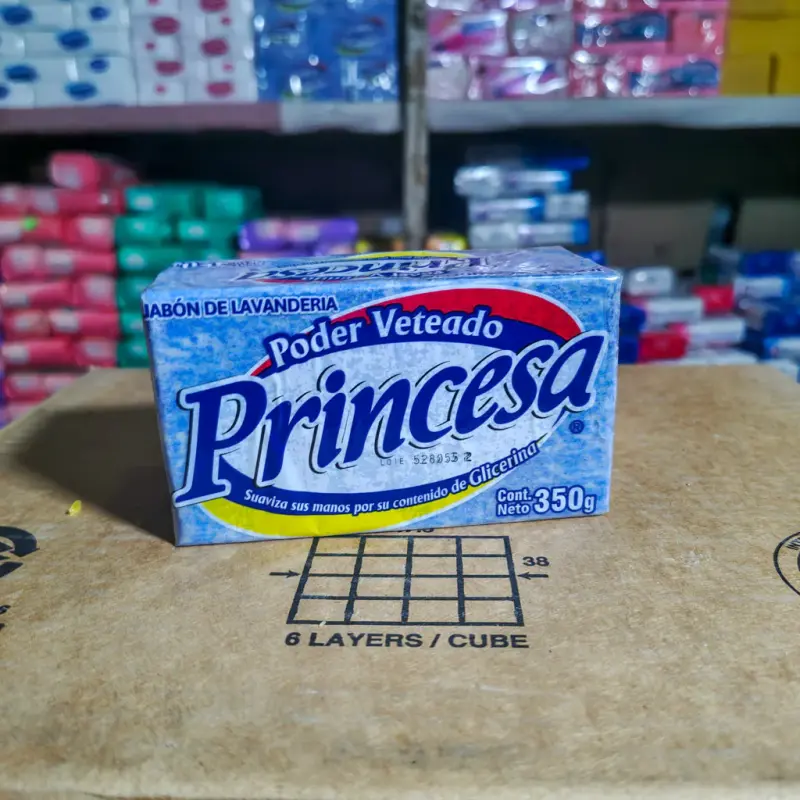 JABÓN DE LAVANDERIA
Poder Veteado
Princesa
®
LOTE 528055 2
Suaviza sus manos por su contenido de Glicerina
Cont.
Neto 350g
38
6 LAYERS / CUBE